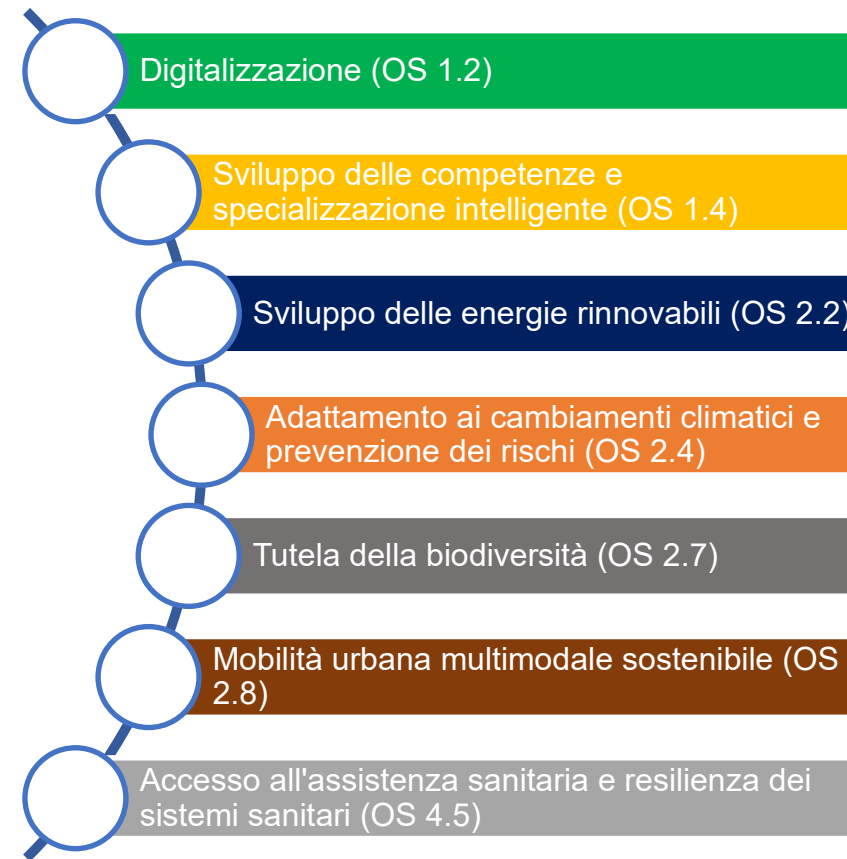 Digitalizzazione (OS 1.2)
Sviluppo delle competenze e
specializzazione intelligente (OS 1.4)
Sviluppo delle energie rinnovabili (OS 2.2)
Adattamento ai cambiamenti climatici e
prevenzione dei rischi (OS 2.4)
Tutela della biodiversità (OS 2.7)
Mobilità urbana multimodale sostenibile (OS
2.8)
Accesso all'assistenza sanitaria e resilienza dei
sistemi sanitari (OS 4.5)